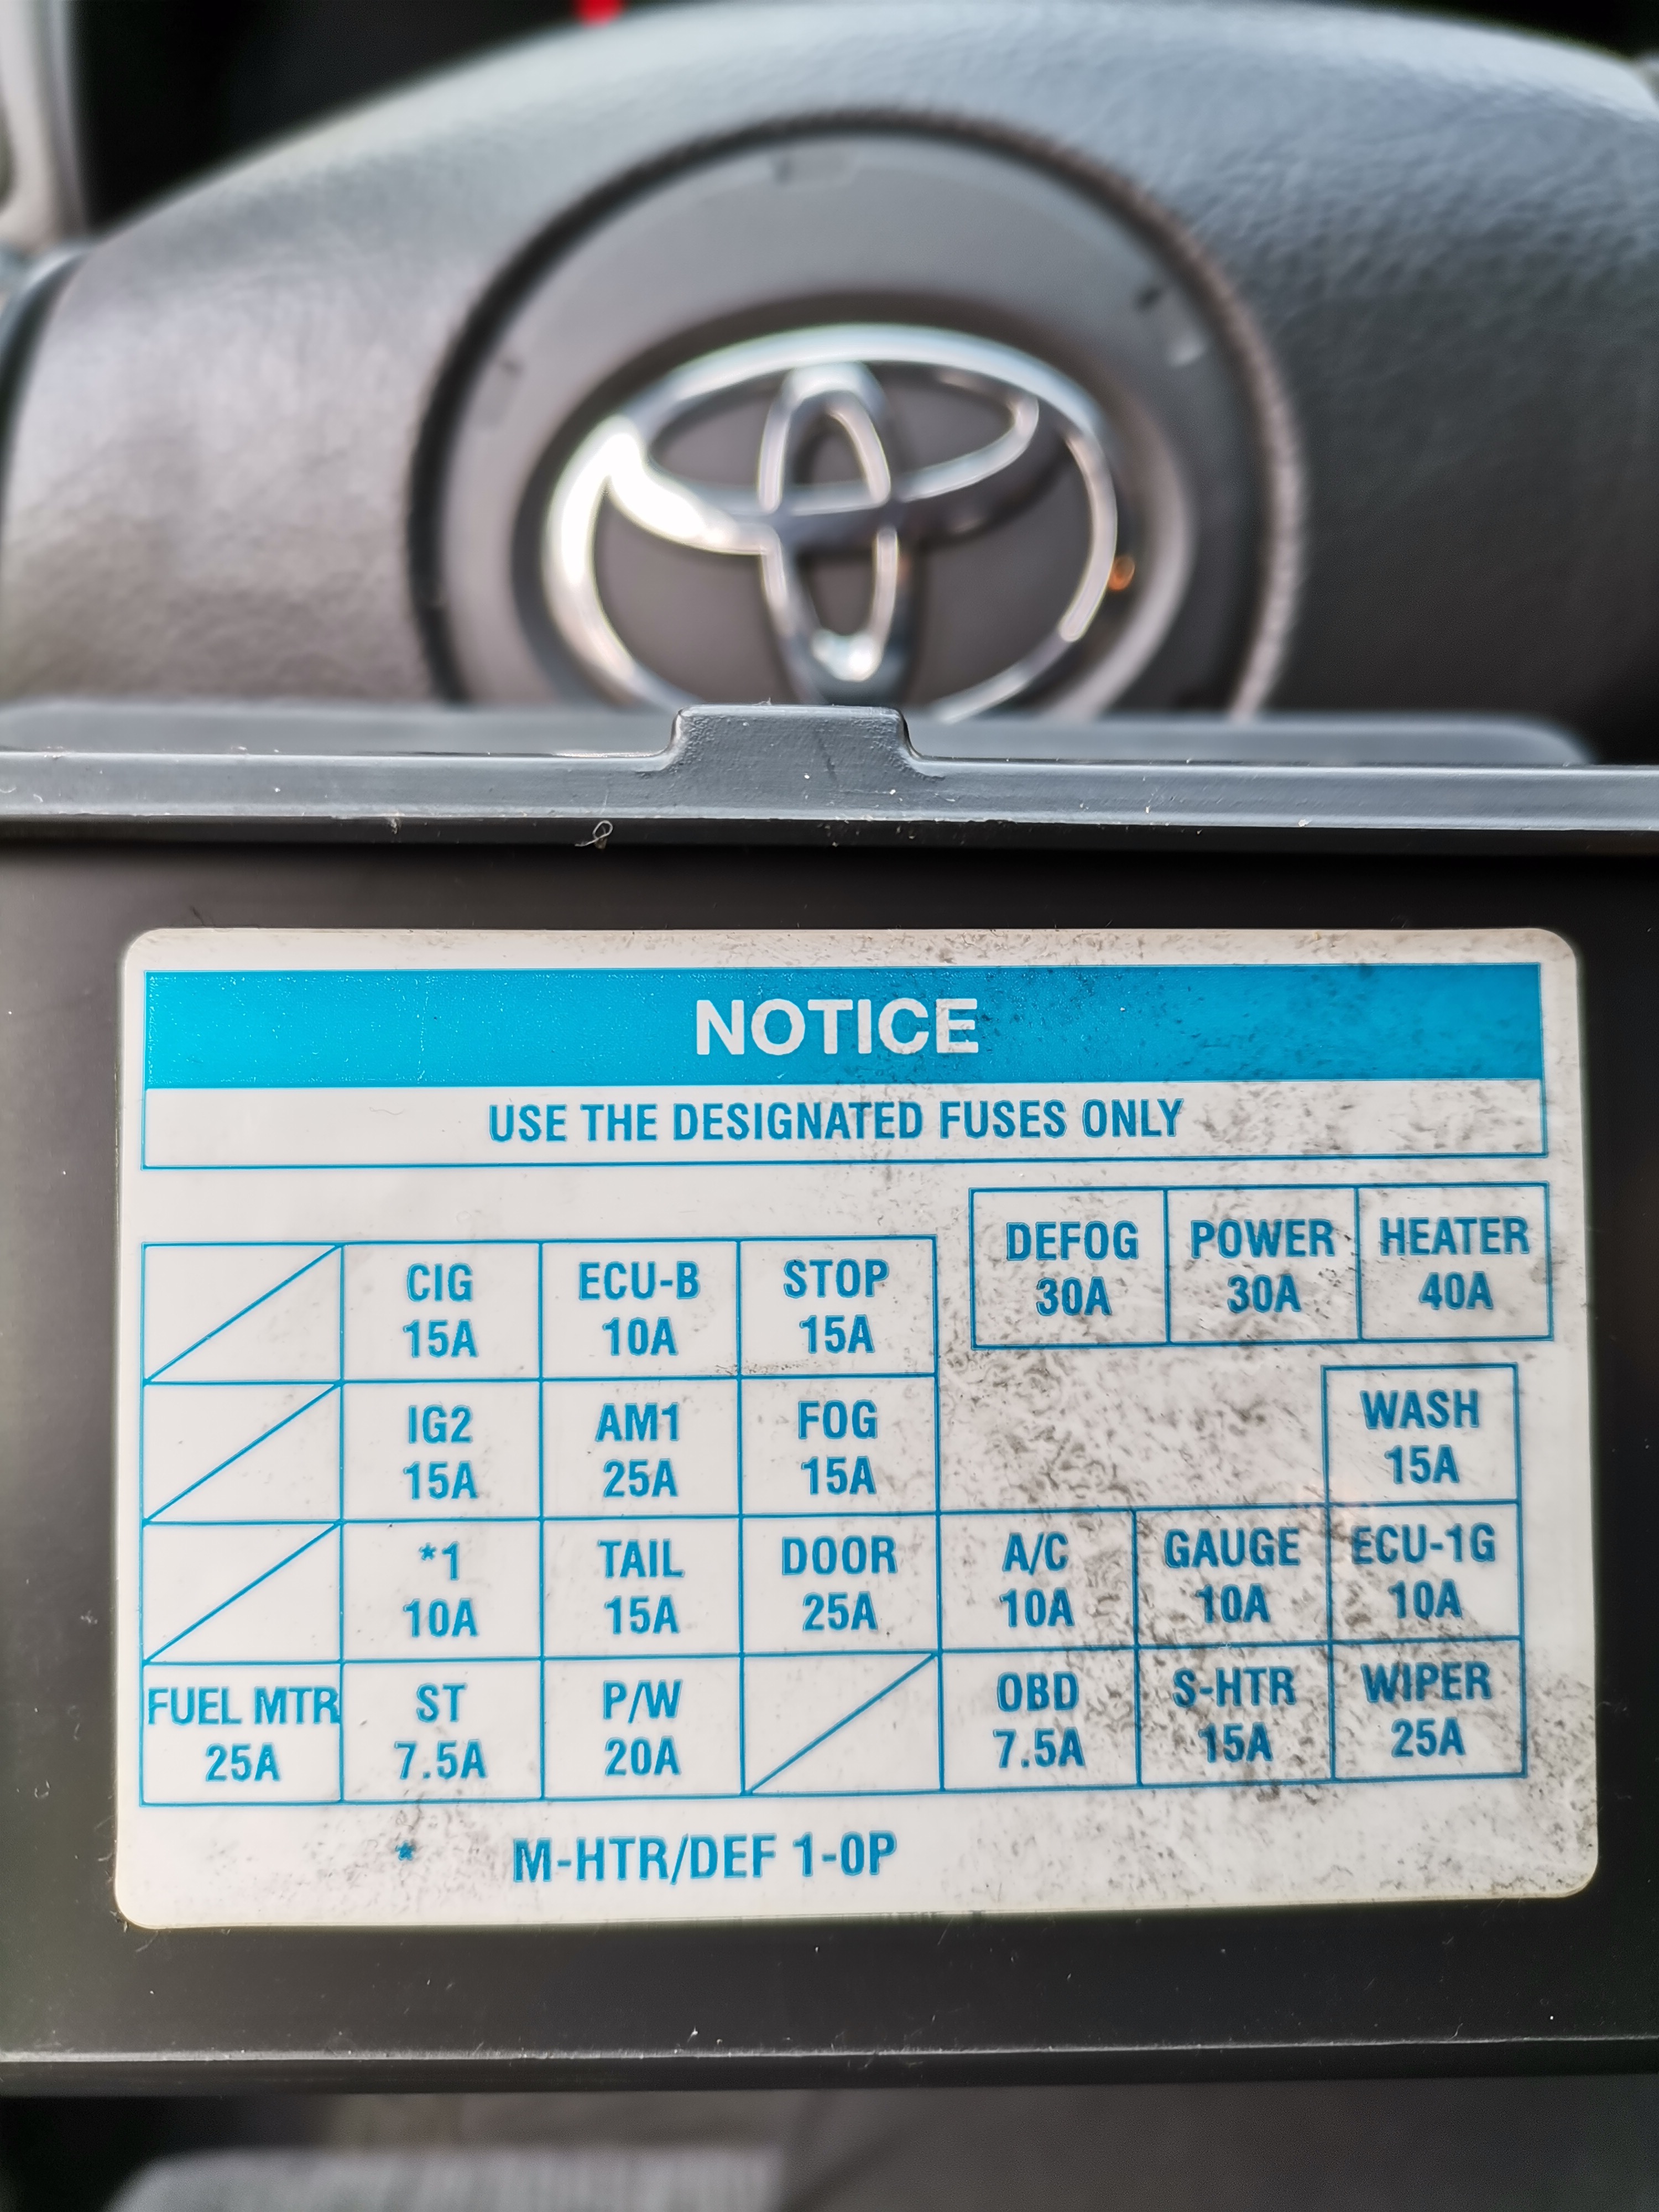 NOTICE
USE THE DESIGNATED FUSES ONLY
DEFOG 30A
POWER 30A
HEATER 40A
CIG 15A
ECU-B 10A
STOP 15A
IG2 15A
AM1 25A
FOG 15A
WASH 15A
*1 10A
TAIL 15A
DOOR 25A
A/C 10A
GAUGE 10A
ECU-1G 10A
FUEL MTR 25A
ST 7.5A
P/W 20A
OBD 7.5A
S-HTR 15A
WIPER 25A
* M-HTR/DEF 1-0P